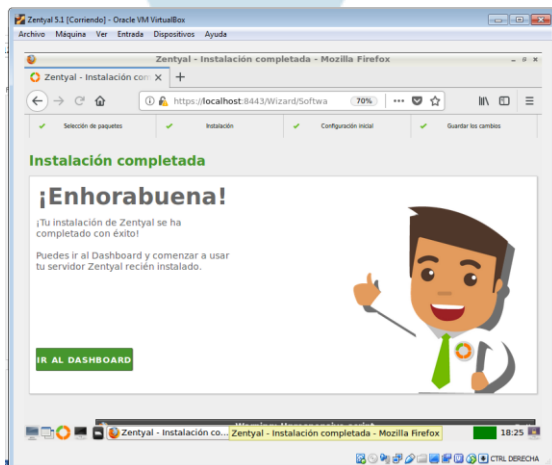 Zentyal 5.1 [Corriendo] - Oracle VM VirtualBox
Archivo Máquina Ver Entrada Dispositivos Ayuda
Zentyal - Instalación completada - Mozilla Firefox
Zentyal - Instalación com
https://localhost:8443/Wizard/Softwa 70%
Selección de paquetes Instalación Configuración inicial Guardar los cambios
Instalación completada
¡Enhorabuena!
¡Tu instalación de Zentyal se ha
completado con éxito!
Puedes ir al Dashboard y comenzar a usar
tu servidor Zentyal recién instalado.
IR AL DASHBOARD
Zentyal - Instalación co...
Zentyal - Instalación completada - Mozilla Firefox
18:25
CTRL DERECHA